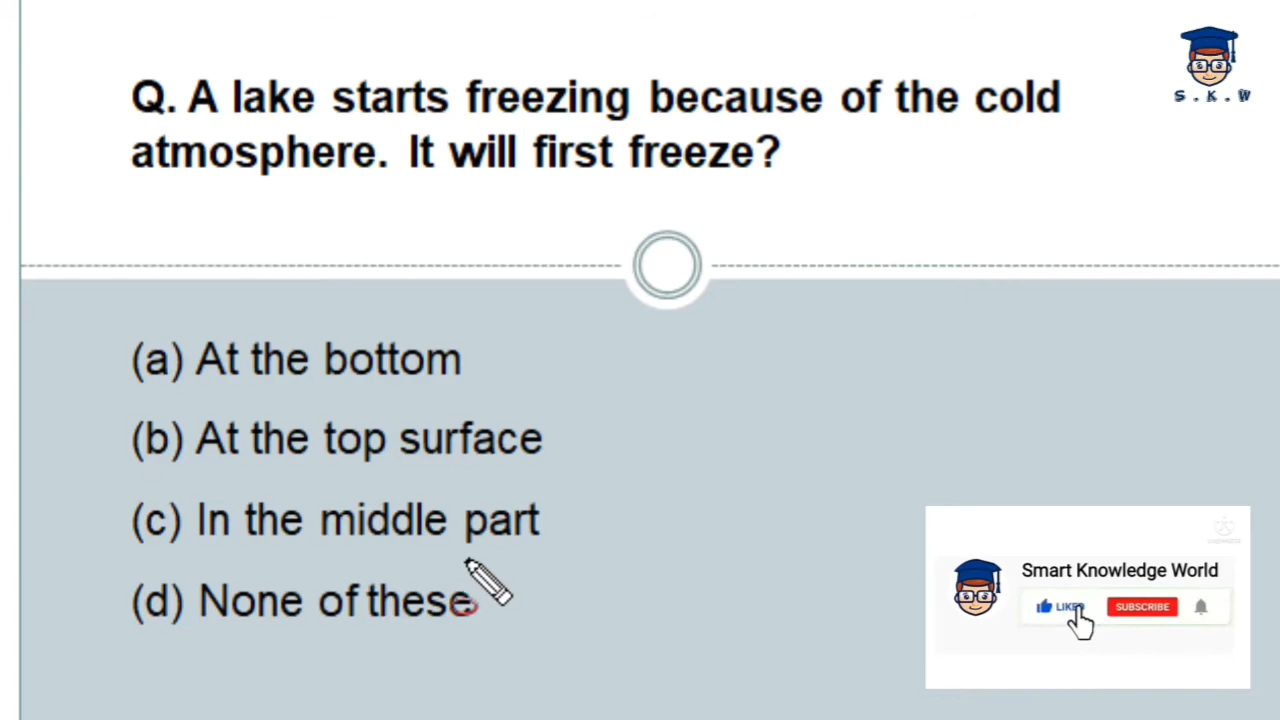 S . K . W
Q. A lake starts freezing because of the cold
atmosphere. It will first freeze?
(a) At the bottom
(b) At the top surface
(c) In the middle part
(d) None of these
Smart Knowledge World
LIKED
SUBSCRIBE